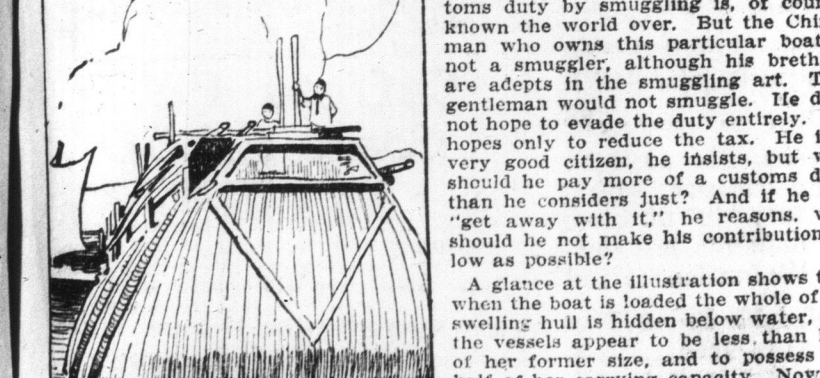 toms duty by smuggling is, of
known the world over. But the
man who owns this particular boat
not a smuggler, although his
are adepts in the smuggling art.
gentleman would not smuggle. He
not hope to evade the duty entirely.
hopes only to reduce the tax. He
very good citizen, he insists, but
should he pay more of a customs
than he considers just? And if he
"get away with it," he reasons.
should he not make his contribution
low as possible?
A glance at the illustration shows
when the boat is loaded the whole of
swelling hull is hidden below water,
the vessels appear to be less than
of her former size, and to possess
half of her carrying capacity.